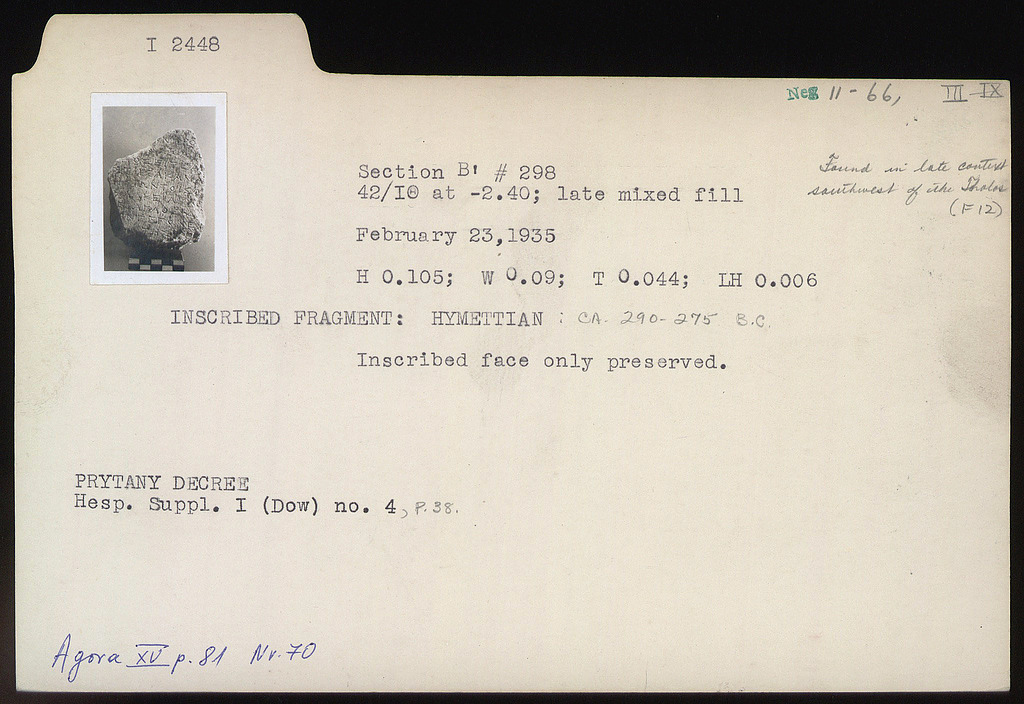 I 2448
Neg 11-66, III-IX
Section B' # 298
42/IΘ at -2.40; late mixed fill
Found in late context
southwest of the Tholos
(F12)
February 23,1935
H 0.105; W 0.09; T 0.044; LH 0.006
INSCRIBED FRAGMENT: HYMETTIAN : CA. 290-275 B.C.
Inscribed face only preserved.
PRYTANY DECREE
Hesp. Suppl. I (Dow) no. 4, P.38.
Agora XV p. 81 Nr. 70